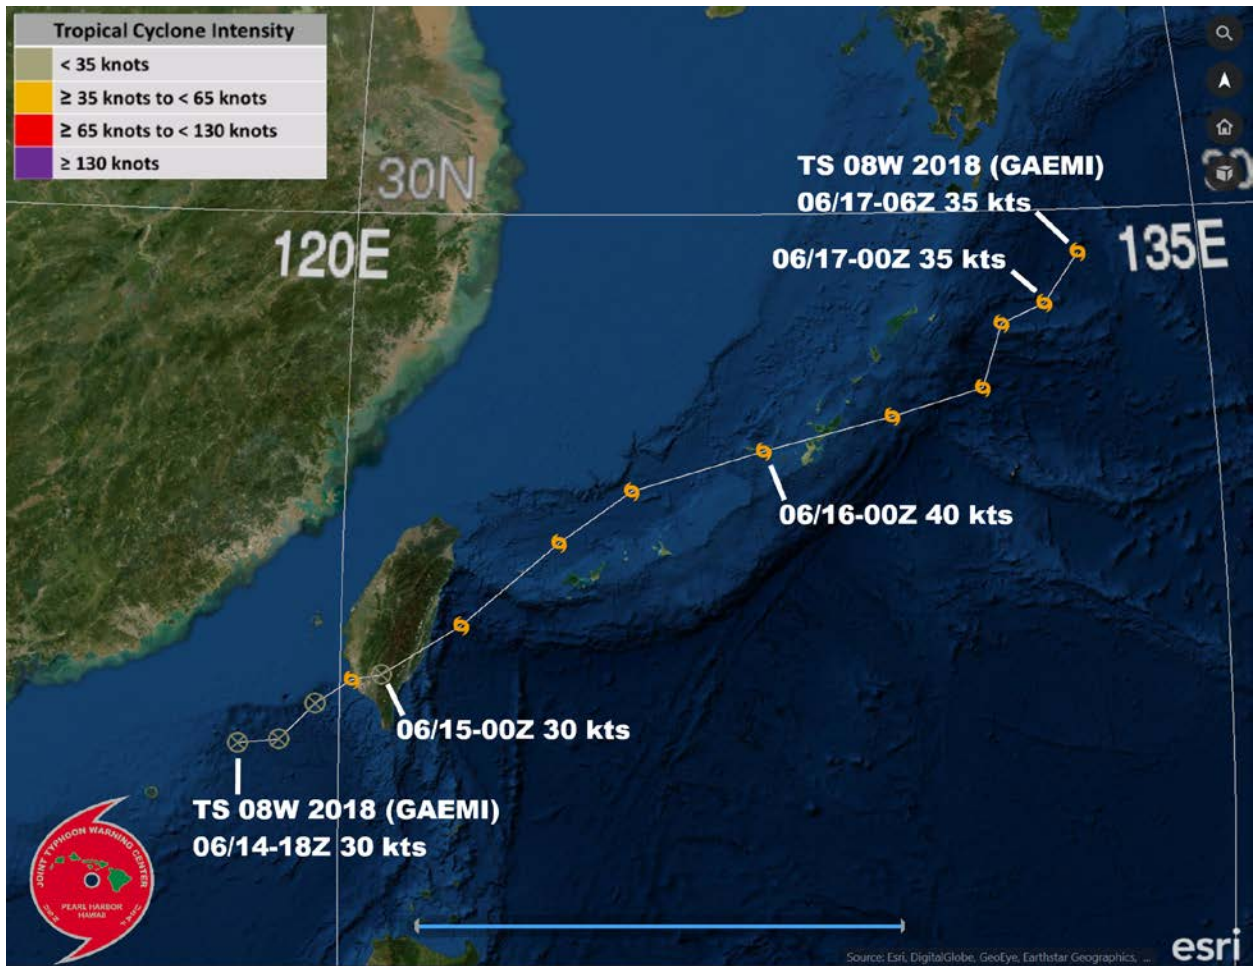 Tropical Cyclone Intensity
< 35 knots
≥ 35 knots to < 65 knots
≥ 65 knots to < 130 knots
≥ 130 knots
30N
120E
TS 08W 2018 (GAEMI)
06/17-06Z 35 kts
06/17-00Z 35 kts
135E
06/16-00Z 40 kts
06/15-00Z 30 kts
TS 08W 2018 (GAEMI)
06/14-18Z 30 kts
JOINT TYPHOON WARNING CENTER
PEARL HARBOR
HAWAII
esri
Source: Esri, DigitalGlobe, GeoEye, Earthstar Geographics, ...